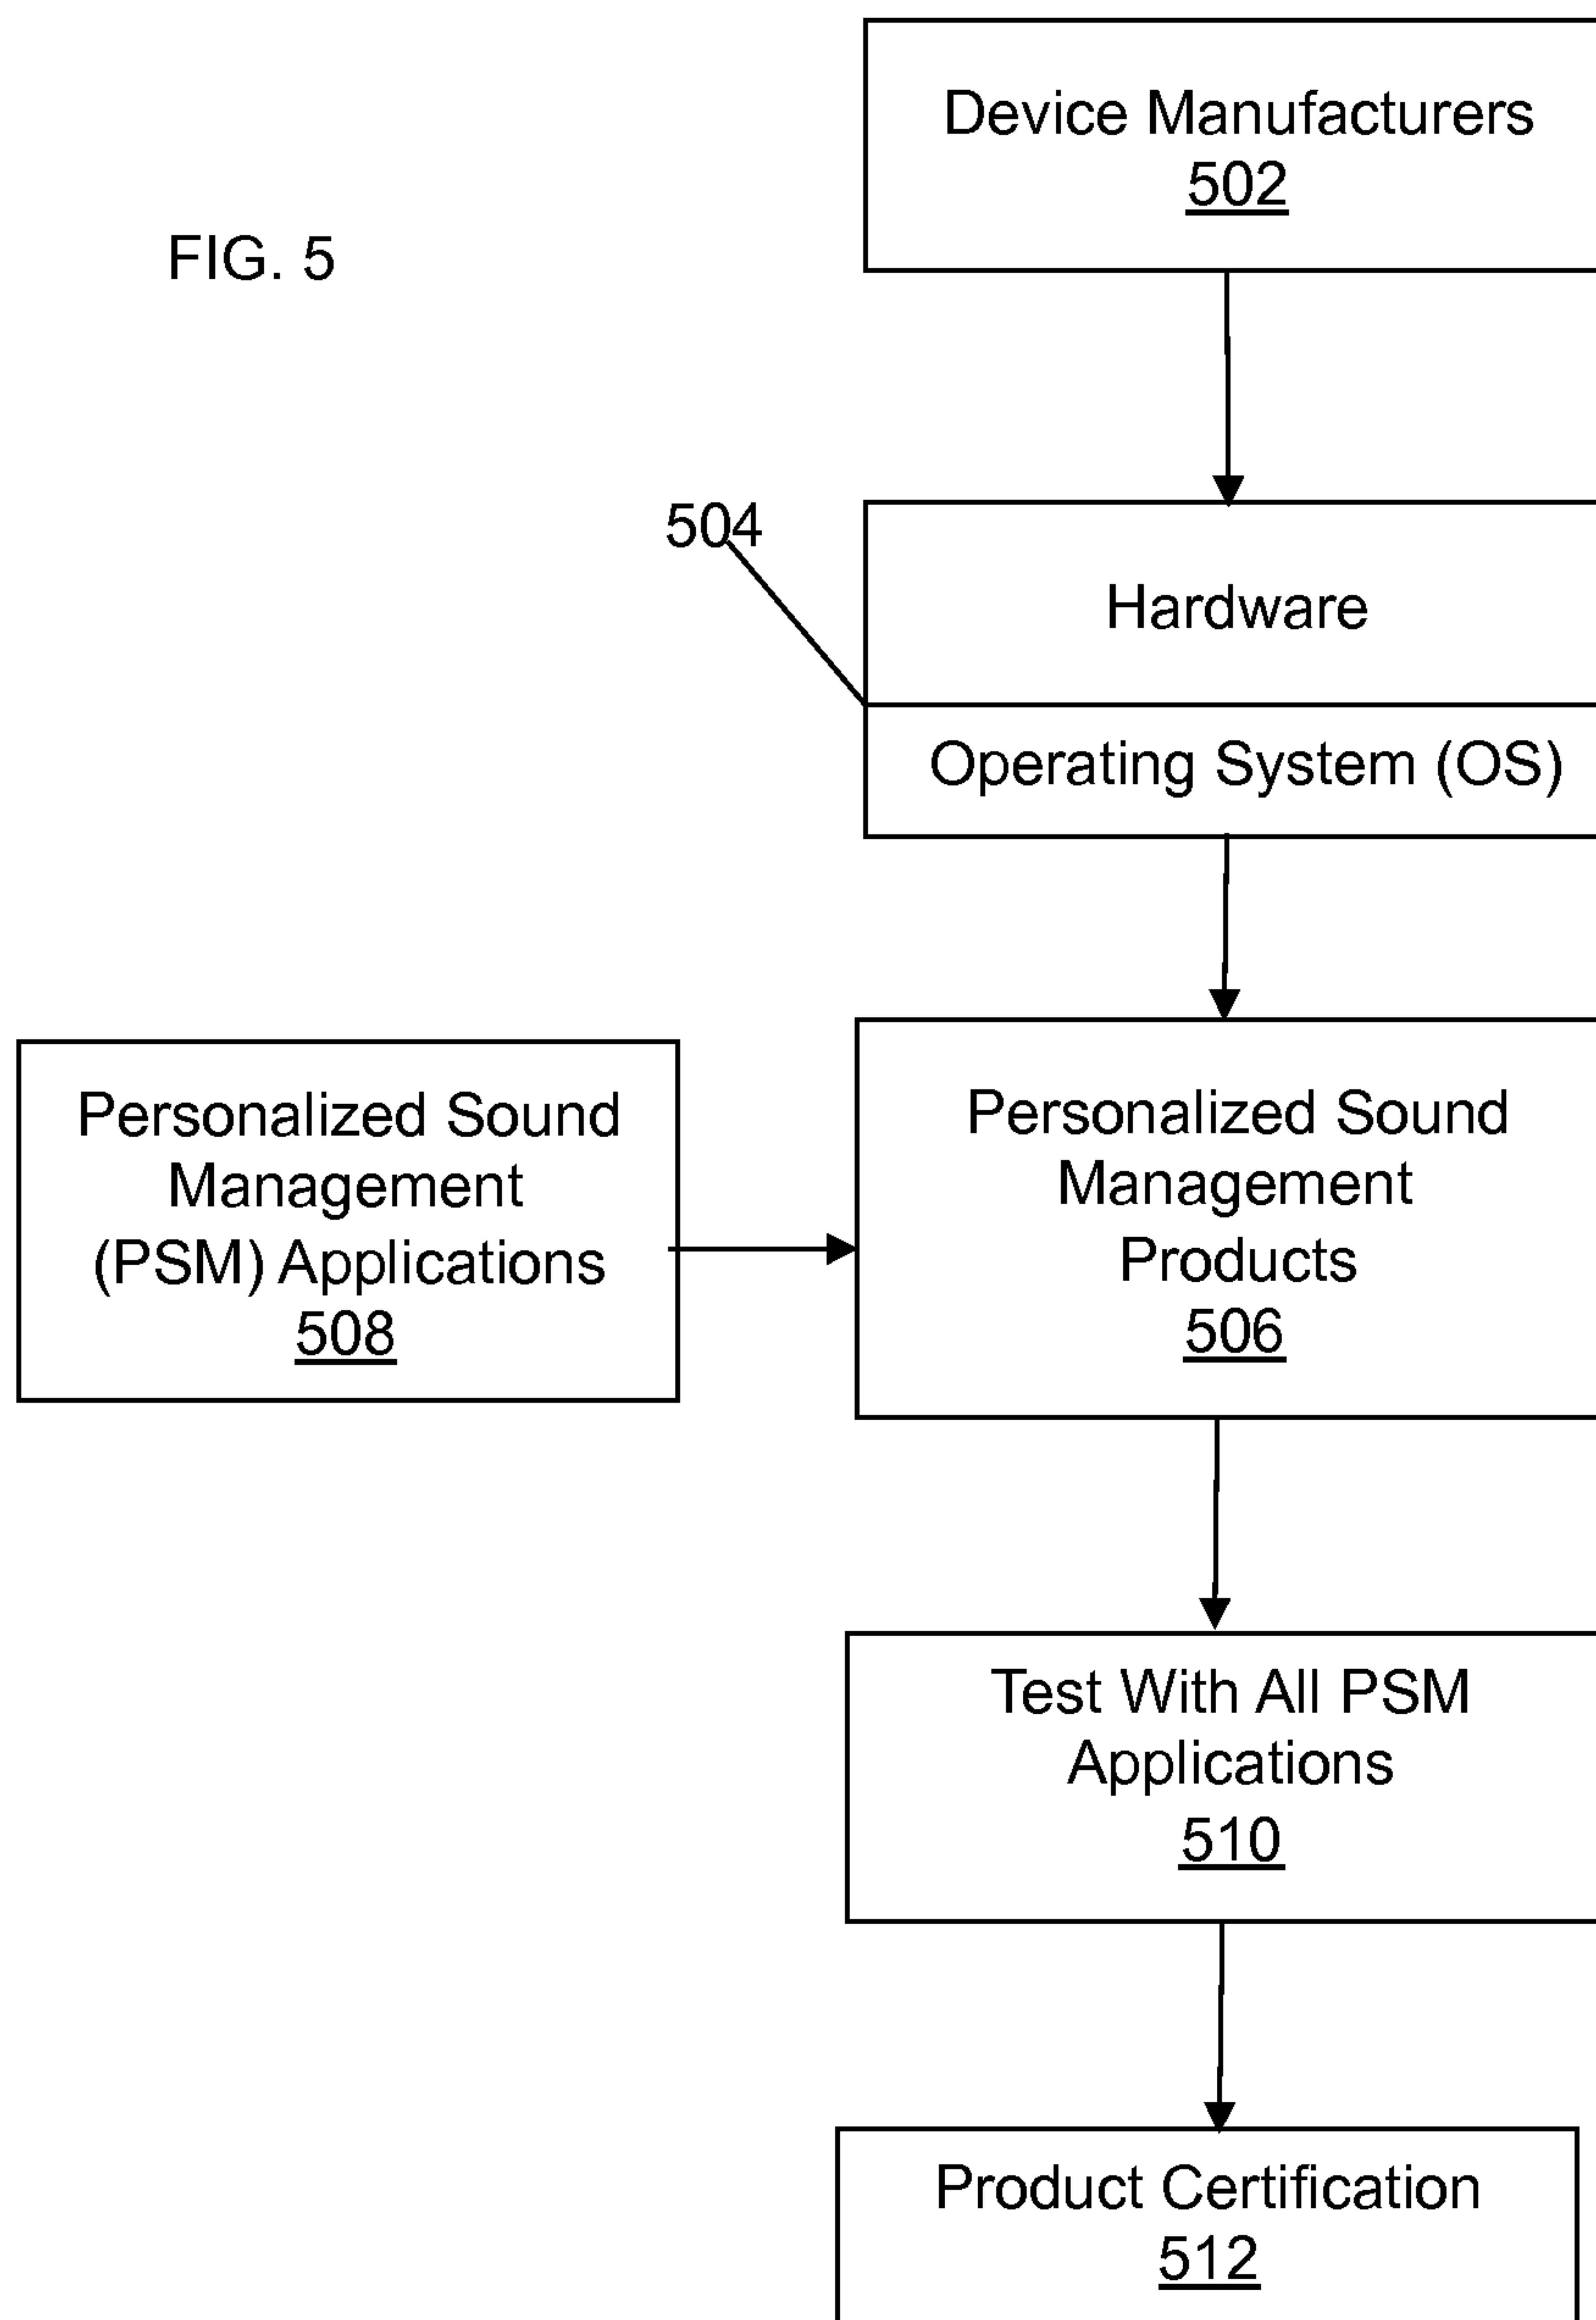 Device Manufacturers
502
FIG. 5
504
Hardware
Operating System (OS)
Personalized Sound
Management
(PSM) Applications
508
Personalized Sound
Management
Products
506
Test With All PSM
Applications
510
Product Certification
512